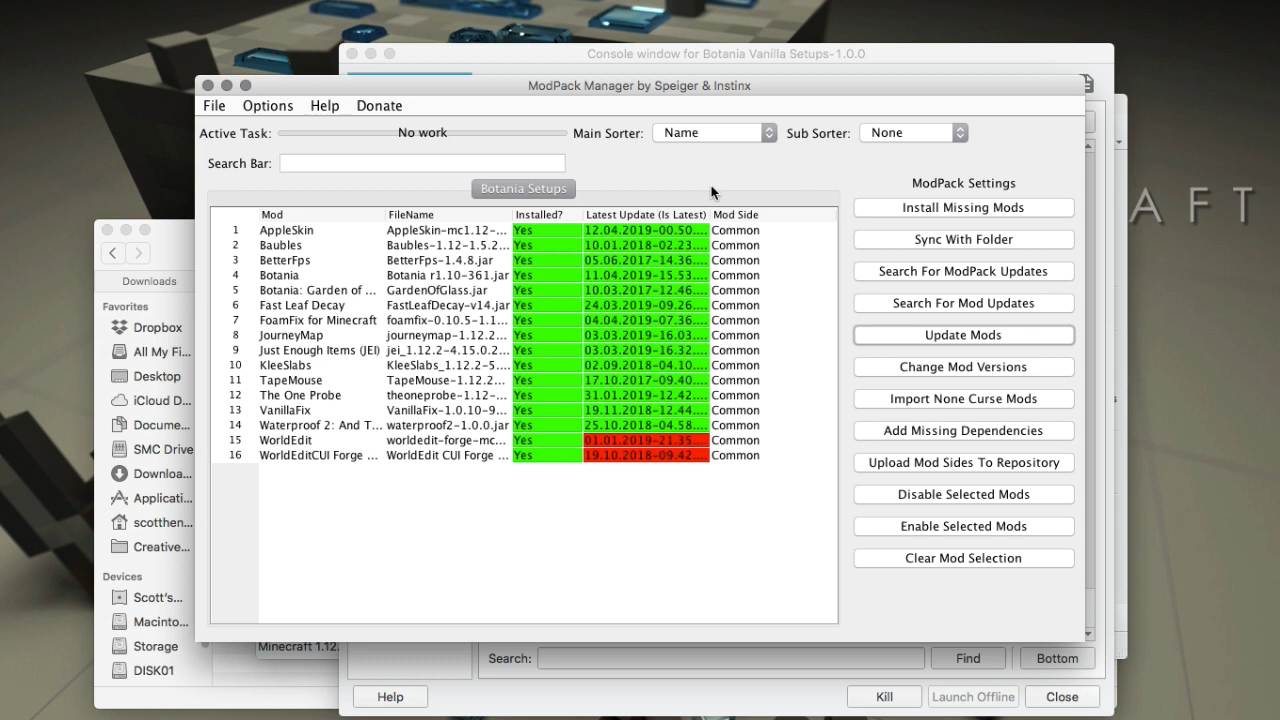 Console window for Botania Vanilla Setups-1.0.0
ModPack Manager by Speiger & Instinx
File Options Help Donate
Active Task: No work Main Sorter: Name Sub Sorter: None
Search Bar:
Botania Setups
Mod FileName Installed? Latest Update (Is Latest) Mod Side
1 AppleSkin AppleSkin-mc1.12-... Yes 12.04.2019-00.50.... Common
2 Baubles Baubles-1.12-1.5.2... Yes 10.01.2018-02.23.... Common
3 BetterFps BetterFps-1.4.8.jar Yes 05.06.2017-14.36.... Common
4 Botania Botania r1.10-361.jar Yes 11.04.2019-15.53.... Common
5 Botania: Garden of ... GardenOfGlass.jar Yes 10.03.2017-12.46.... Common
6 Fast Leaf Decay FastLeafDecay-v14.jar Yes 24.03.2019-09.26.... Common
7 FoamFix for Minecraft foamfix-0.10.5-1.1... Yes 04.04.2019-07.36.... Common
8 JourneyMap journeymap-1.12.2... Yes 03.03.2019-16.03.... Common
9 Just Enough Items (JEI) jei_1.12.2-4.15.0.2... Yes 03.03.2019-16.32.... Common
10 KleeSlabs KleeSlabs_1.12.2-5.... Yes 02.09.2018-04.10.... Common
11 TapeMouse TapeMouse-1.12.2... Yes 17.10.2017-09.40.... Common
12 The One Probe theoneprobe-1.12-... Yes 31.01.2019-12.42.... Common
13 VanillaFix VanillaFix-1.0.10-9... Yes 19.11.2018-12.44.... Common
14 Waterproof 2: And T... waterproof2-1.0.0.jar Yes 25.10.2018-04.58.... Common
15 WorldEdit worldedit-forge-mc... Yes 01.01.2019-21.35.... Common
16 WorldEditCUI Forge ... WorldEdit CUI Forge ... Yes 19.10.2018-09.42.... Common
ModPack Settings
Install Missing Mods
Sync With Folder
Search For ModPack Updates
Search For Mod Updates
Update Mods
Change Mod Versions
Import None Curse Mods
Add Missing Dependencies
Upload Mod Sides To Repository
Disable Selected Mods
Enable Selected Mods
Clear Mod Selection
AFT
Downloads
Favorites
Dropbox
All My Fi...
Desktop
iCloud D...
Docume...
SMC Drive
Downloa...
Applicati...
scotthen...
Creative...
Devices
Scott's...
Macinto...
Storage
DISK01
Minecraft 1.12.
Search: Find Bottom
Help Kill Launch Offline Close